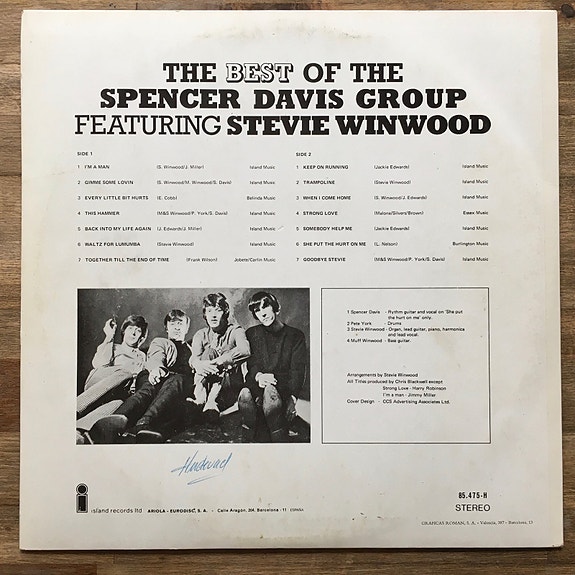 THE BEST OF THE
SPENCER DAVIS GROUP
FEATURING STEVIE WINWOOD
SIDE 1
1 I'M A MAN (S. Winwood/J. Miller) Island Music
2 GIMME SOME LOVIN (S. Winwood/M. Winwood/S. Davis) Island Music
3 EVERY LITTLE BIT HURTS (E. Cobb) Belinda Music
4 THIS HAMMER (M&S Winwood/P. York/S. Davis) Island Music
5 BACK INTO MY LIFE AGAIN (J. Edwards/J. Miller) Island Music
6 WALTZ FOR LUMUMBA (Stevie Winwood) Island Music
7 TOGETHER TILL THE END OF TIME (Frank Wilson) Jobete/Carlin Music
SIDE 2
1 KEEP ON RUNNING (Jackie Edwards) Island Music
2 TRAMPOLINE (Stevie Winwood) Island Music
3 WHEN I COME HOME (S. Winwood/J. Edwards) Island Music
4 STRONG LOVE (Malone/Silvers/Brown) Essex Music
5 SOMEBODY HELP ME (Jackie Edwards) Island Music
6 SHE PUT THE HURT ON ME (L. Nelson) Burlington Music
7 GOODBYE STEVIE (M&S Winwood/P. York/S. Davis) Island Music
1 Spencer Davis - Rythm guitar and vocal on 'She put
the hurt on me' only.
2 Pete York - Drums
3 Stevie Winwood - Organ, lead guitar, piano, harmonica
and lead vocal.
4 Muff Winwood - Bass guitar.
Arrangements by Stevie Winwood
All Titles produced by Chris Blackwell except
Strong Love - Harry Robinson
I'm a man - Jimmy Miller
Cover Design - CCS Advertising Associates Ltd.
island records ltd ARIOLA - EURODISC, S. A. - Calle Aragón, 204, Barcelona - 11 ESPAÑA
85.475-H
STEREO
GRAFICAS ROMAN, S. A. - Valencia, 307 - Barcelona, 13